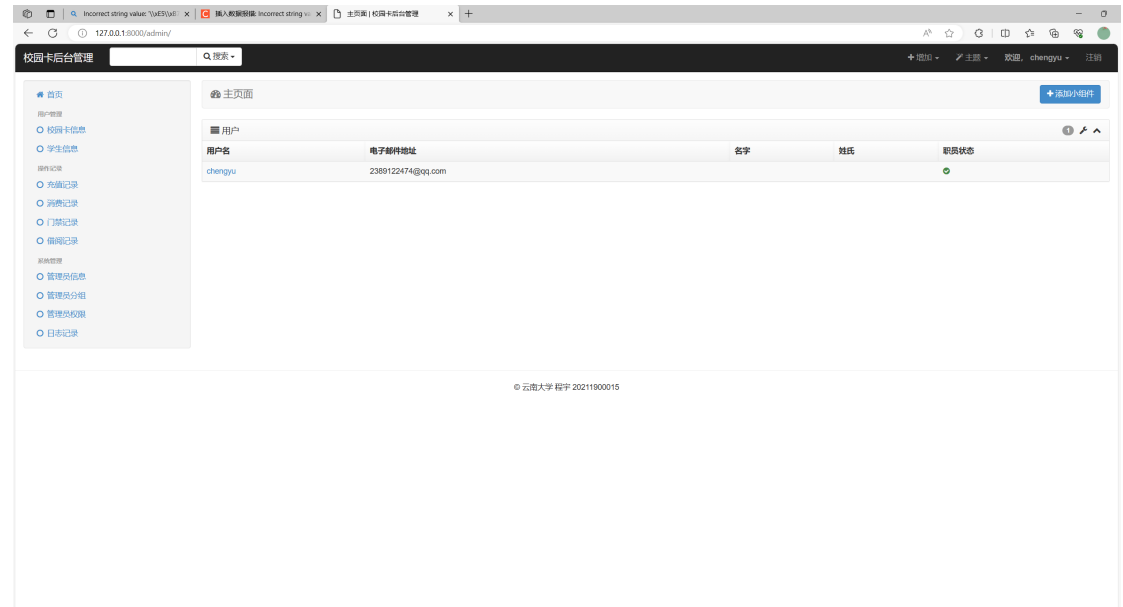 Incorrect string value: '\\xE5\\xB
插入数据报错: Incorrect string va
主页面 | 校园卡后台管理
127.0.0.1:8000/admin/
校园卡后台管理
搜索
增加
主题
欢迎, chengyu
注销
首页
用户管理
校园卡信息
学生信息
操作记录
充值记录
消费记录
门禁记录
借阅记录
系统管理
管理员信息
管理员分组
管理员权限
日志记录
主页面
添加小组件
用户
1
用户名 电子邮件地址 名字 姓氏 职员状态
chengyu 2389122474@qq.com
© 云南大学 程宇 20211900015